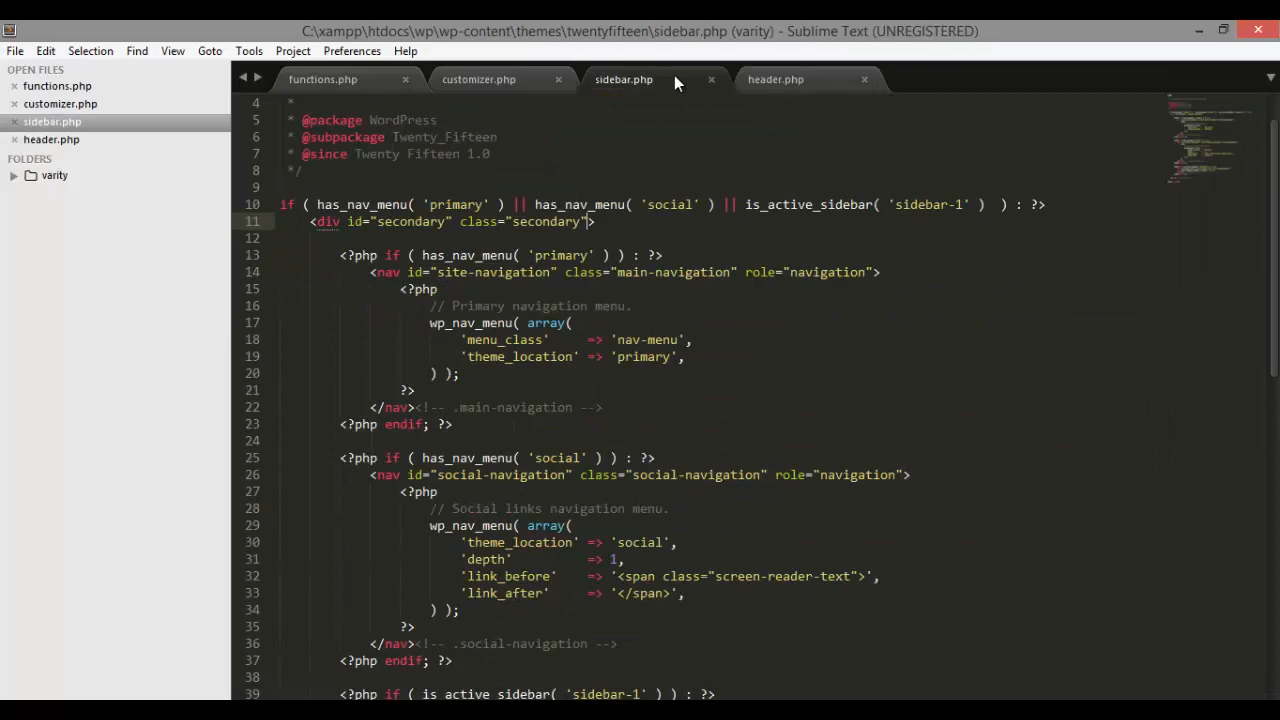 C:\xampp\htdocs\wp\wp-content\themes\twentyfifteen\sidebar.php (varity) - Sublime Text (UNREGISTERED)
File Edit Selection Find View Goto Tools Project Preferences Help
OPEN FILES
functions.php
customizer.php
sidebar.php
header.php
FOLDERS
varity
functions.php customizer.php sidebar.php header.php
4 *
5 * @package WordPress
6 * @subpackage Twenty_Fifteen
7 * @since Twenty Fifteen 1.0
8 */
9
10 if ( has_nav_menu( 'primary' ) || has_nav_menu( 'social' ) || is_active_sidebar( 'sidebar-1' )  ) : ?>
11 <div id="secondary" class="secondary">
12
13 <?php if ( has_nav_menu( 'primary' ) ) : ?>
14 <nav id="site-navigation" class="main-navigation" role="navigation">
15 <?php
16 // Primary navigation menu.
17 wp_nav_menu( array(
18 'menu_class'     => 'nav-menu',
19 'theme_location' => 'primary',
20 ) );
21 ?>
22 </nav><!-- .main-navigation -->
23 <?php endif; ?>
24
25 <?php if ( has_nav_menu( 'social' ) ) : ?>
26 <nav id="social-navigation" class="social-navigation" role="navigation">
27 <?php
28 // Social links navigation menu.
29 wp_nav_menu( array(
30 'theme_location' => 'social',
31 'depth'          => 1,
32 'link_before'    => '<span class="screen-reader-text">',
33 'link_after'     => '</span>',
34 ) );
35 ?>
36 </nav><!-- .social-navigation -->
37 <?php endif; ?>
38
39 <?php if ( is_active_sidebar( 'sidebar-1' ) ) : ?>